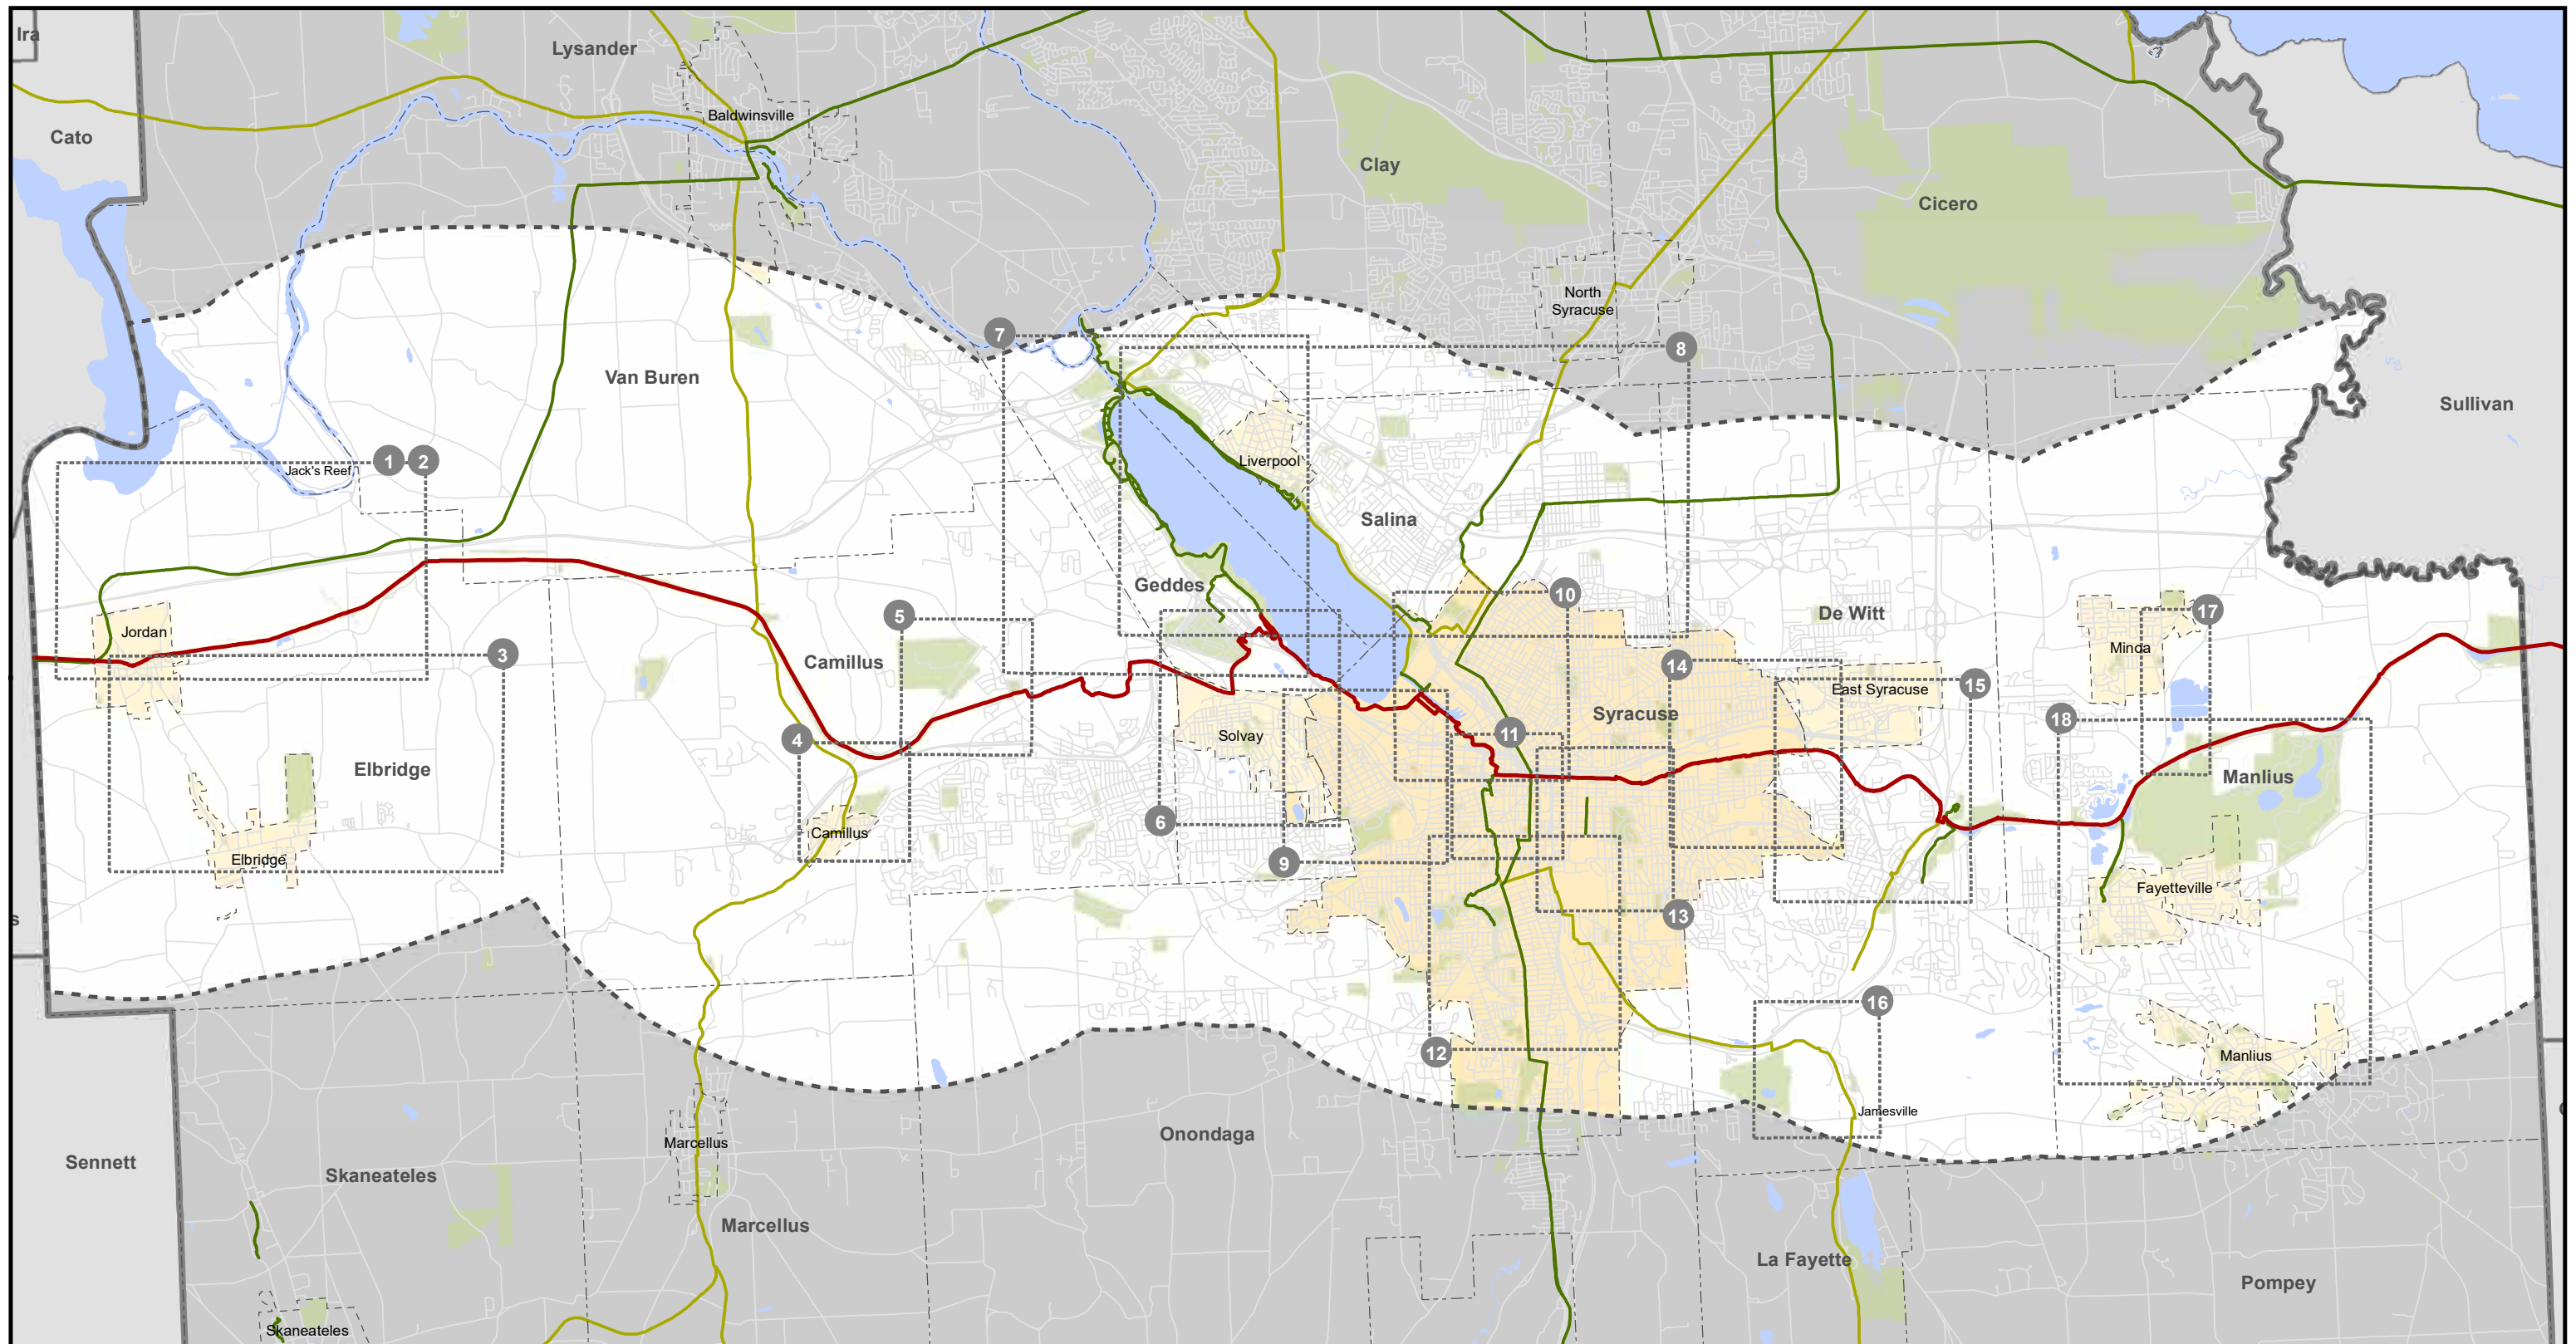 Ira
Lysander
Baldwinsville
Cato
Clay
Cicero
North
Syracuse
7
8
Van Buren
Sullivan
1
2
Jack's Reef
Liverpool
Salina
Geddes
10
De Witt
17
5
Jordan
Minoa
3
Camillus
14
15
East Syracuse
Syracuse
18
4
11
Solvay
Elbridge
Manlius
6
Camillus
9
Elbridge
Fayetteville
13
s
16
12
Manlius
Jamesville
Onondaga
Marcellus
Sennett
Skaneateles
Marcellus
La Fayette
Pompey
Skaneateles